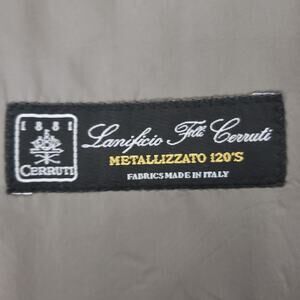 1881
CERRUTI
Lanificio F.lli Cerruti
METALLIZZATO 120'S
FABRICS MADE IN ITALY